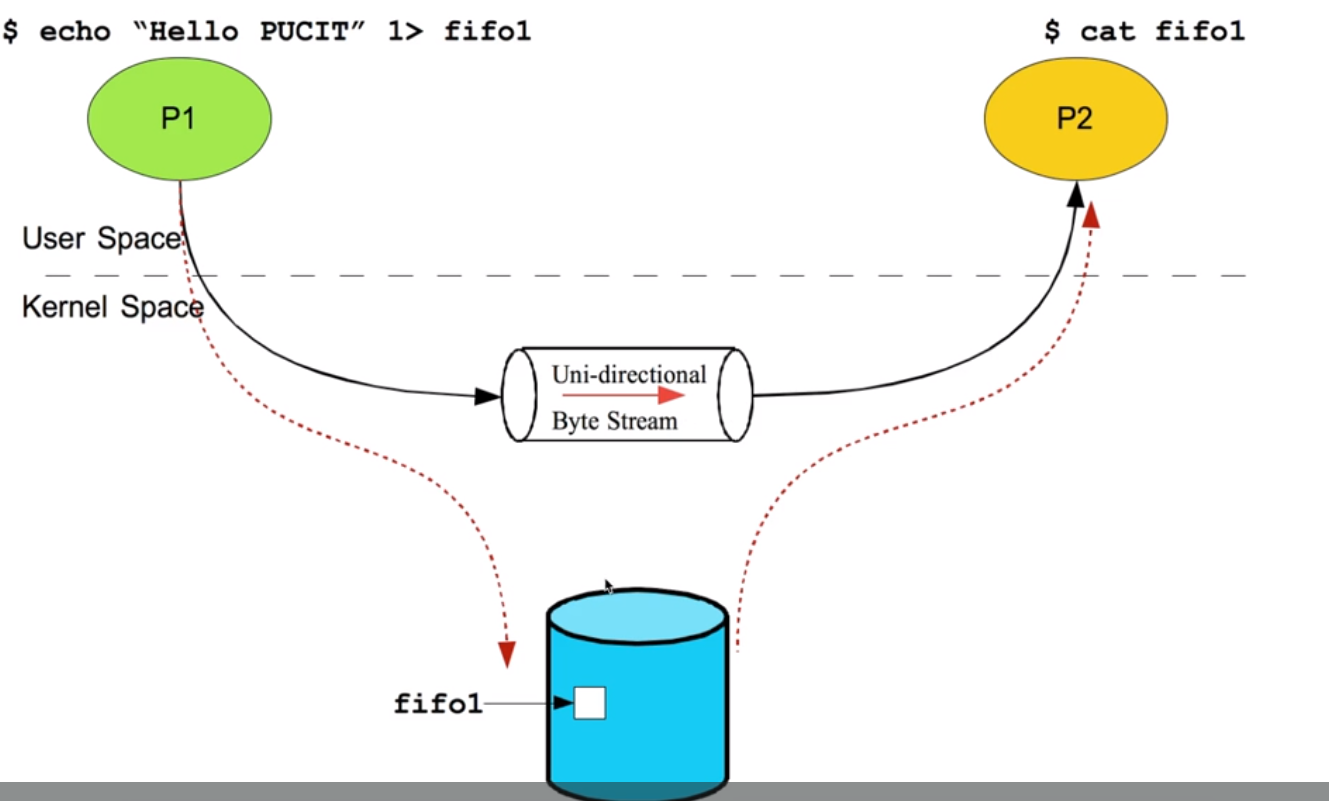 $ echo “Hello PUCIT” 1> fifo1
$ cat fifo1
P1
P2
User Space
Kernel Space
Uni-directional
Byte Stream
fifo1